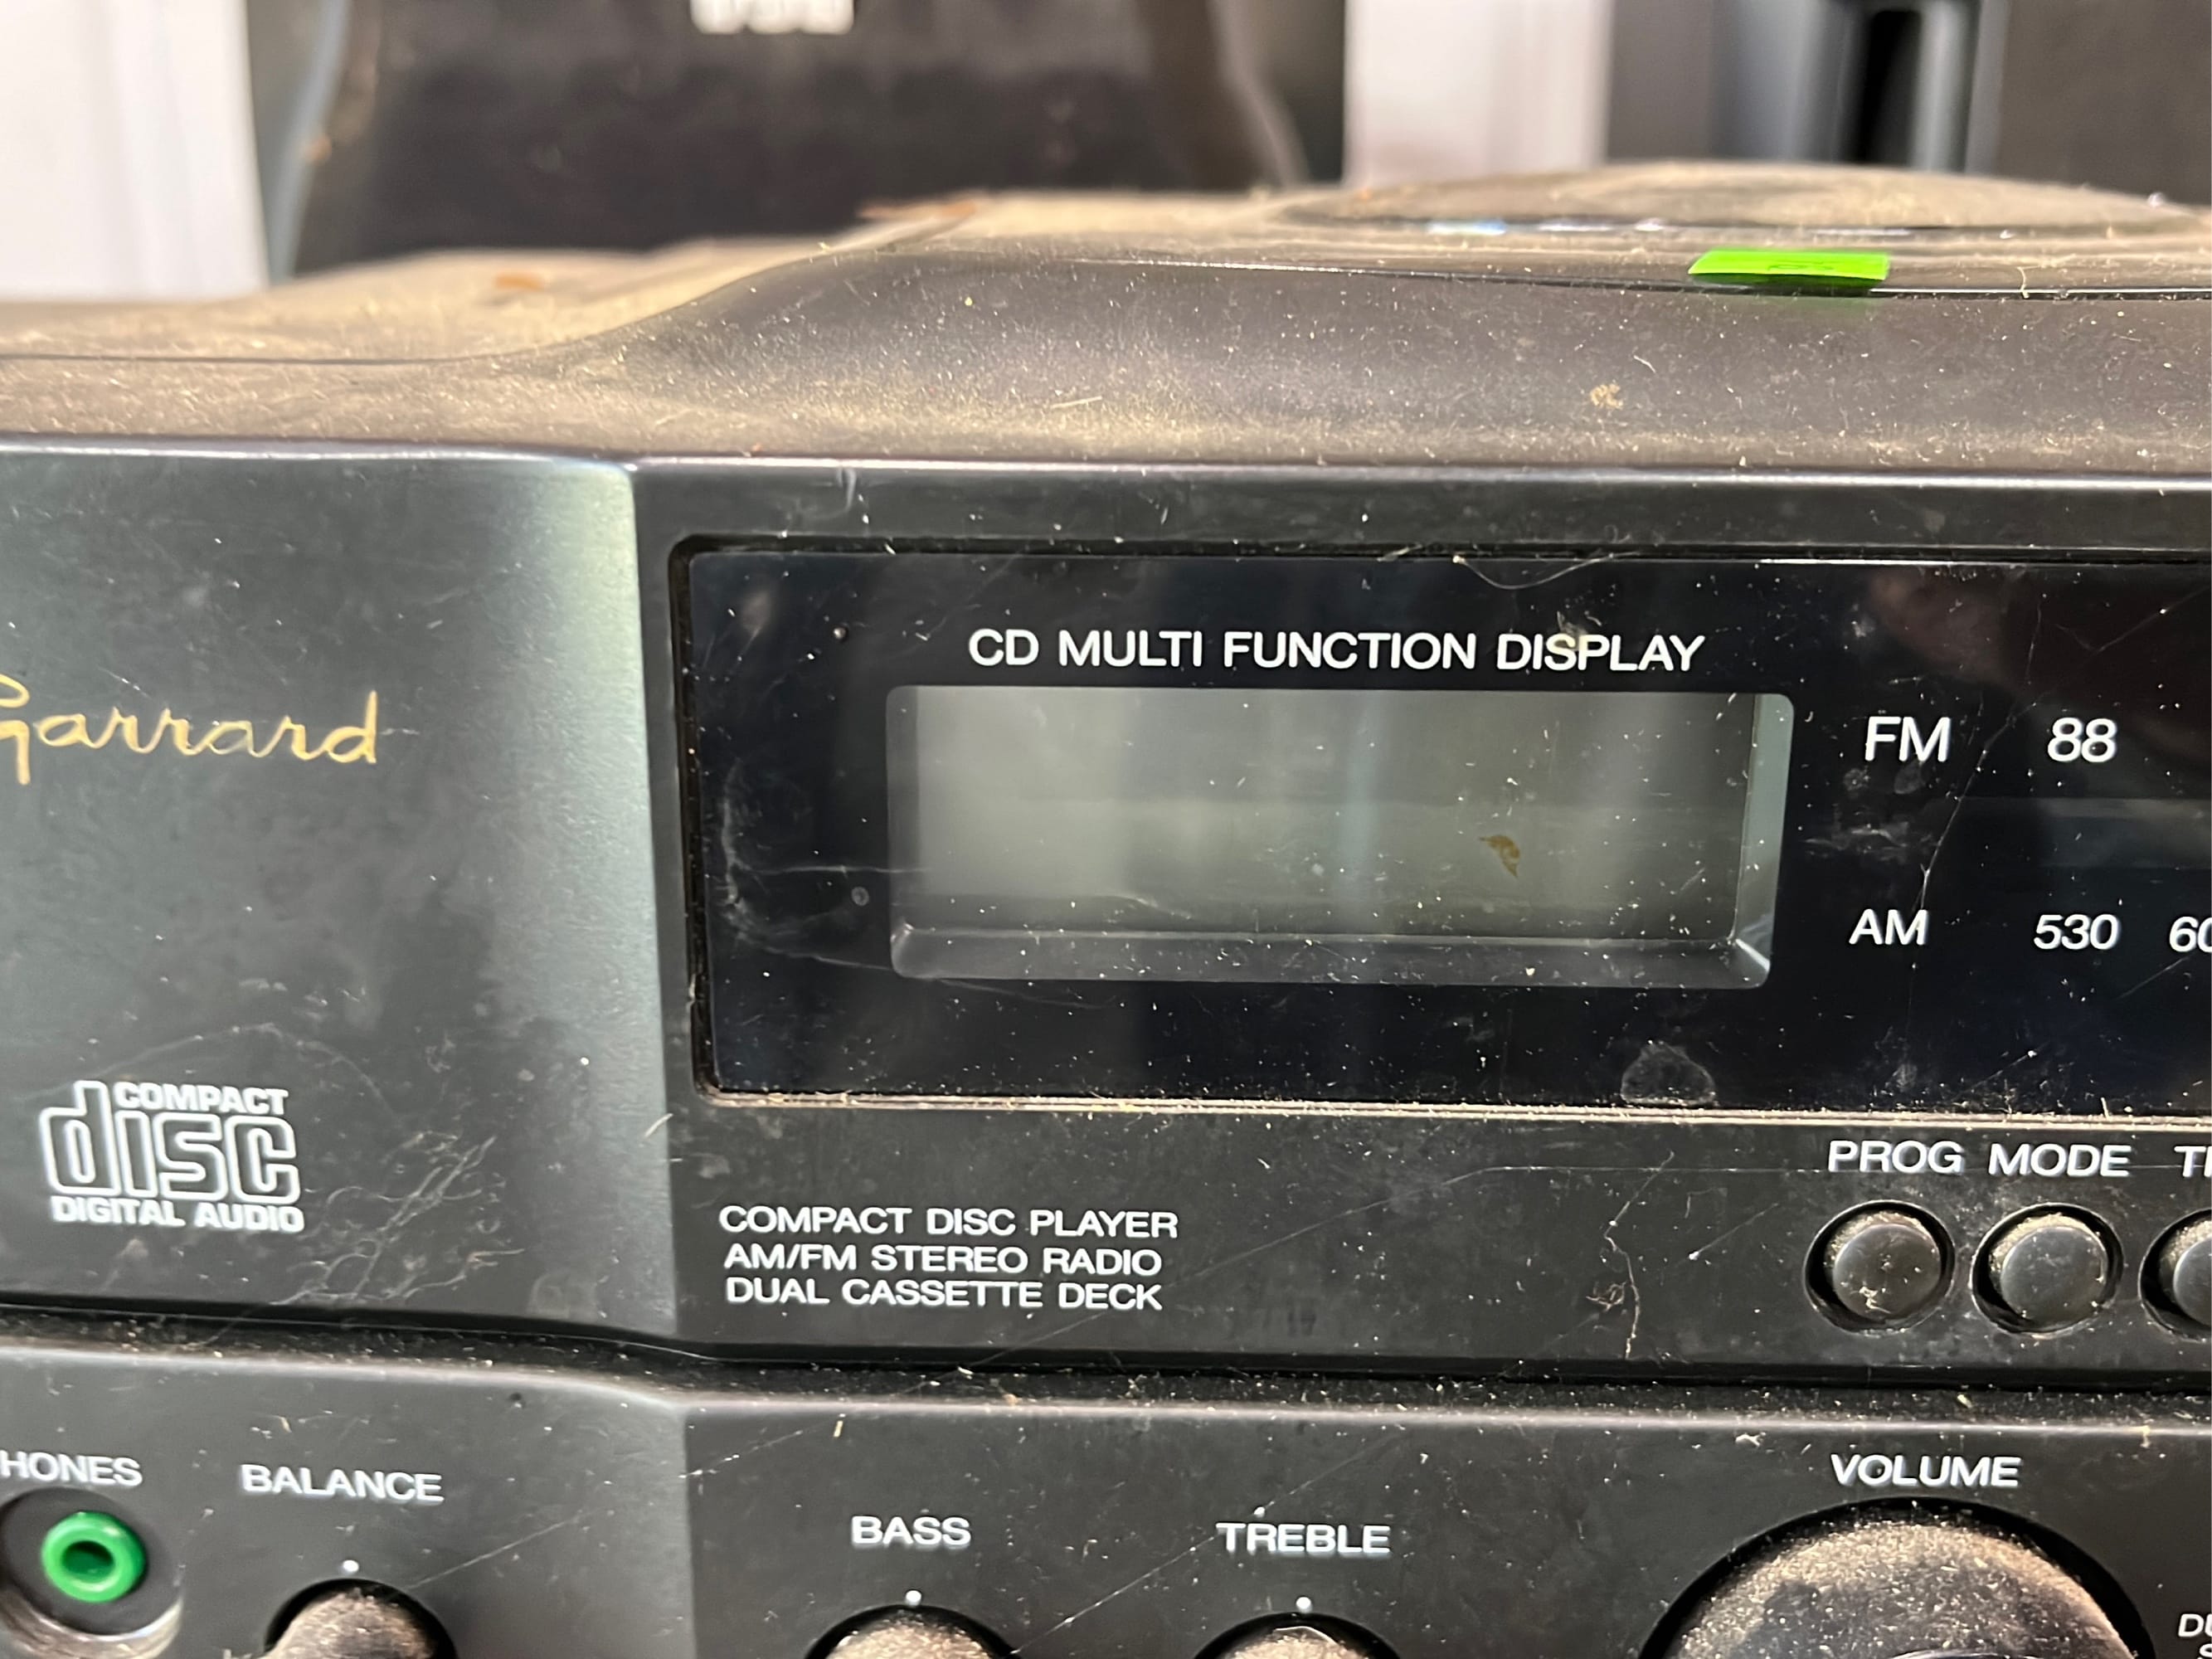 CD MULTI FUNCTION DISPLAY
Garrard
FM 88
AM 530
COMPACT
disc
DIGITAL AUDIO
PROG MODE
COMPACT DISC PLAYER
AM/FM STEREO RADIO
DUAL CASSETTE DECK
HONES
BALANCE
BASS
TREBLE
VOLUME